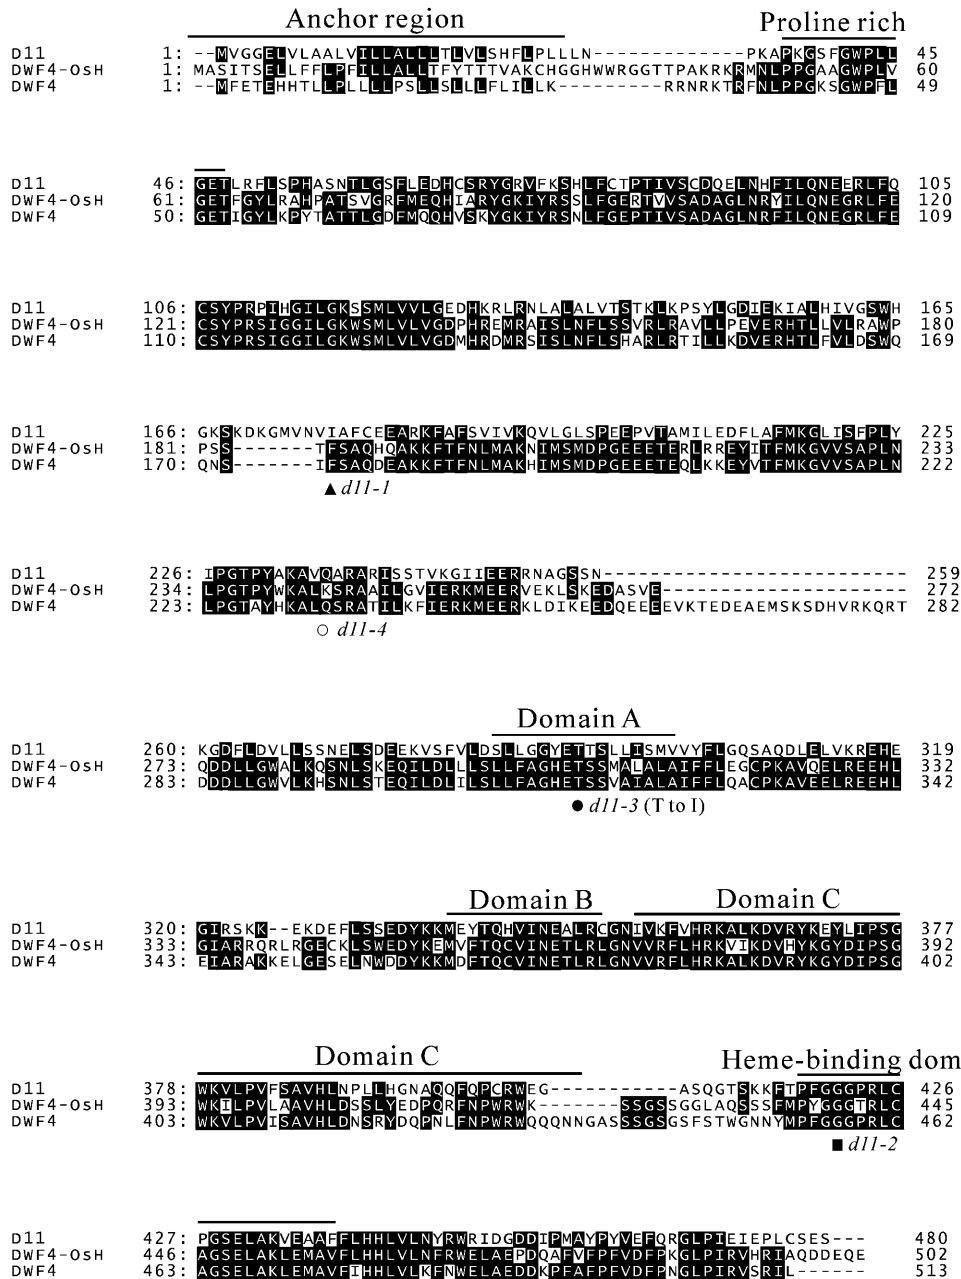 Anchor region
Proline rich
D11 1: --MVGGELVLAALVILLALLLTLVLSHFLPLLLN-------------PKAPKGSFGWPLL 45
DWF4-OsH 1: MASITSELLFFLPFILLALLTFYTTTVAKCHGGHWWRGGTTPAKRKRMNLPPGAAGWPLV 60
DWF4 1: --MFETEHHTLLPLLLLPSLLSLLLFLILLK---------RRNRKTRFNLPPGKSGWPFL 49
D11 46: GETLRFLSPHASNTLGSFLEDHCSRYGRVFKSHLFCTPTIVSCDQELNHFILQNEERLFQ 105
DWF4-OsH 61: GETFGYLRAHPATSVGRFMEQHIARYGKIYRSSLFGERTVVSADAGLNRYILQNEGRLFE 120
DWF4 50: GETIGYLKPYTATTLGDFMQQHVSKYGKIYRSNLFGEPTIVSADAGLNRFILQNEGRLFE 109
D11 106: CSYPRPIHGILGKSSMLVVLGEDHKRLRNLALALVTSTKLKPSYLGDIEKIALHIVGSWH 165
DWF4-OsH 121: CSYPRSIGGILGKWSMLVLVGDPHREMRAISLNFLSSVRLRAVLLPEVERHTLLVLRAWP 180
DWF4 110: CSYPRSIGGILGKWSMLVLVGDMHRDMRSISLNFLSHARLRTILLKDVERHTLFVLDSWQ 169
D11 166: GKSKDKGMVNVIAFCEEARKFAFSVIVKQVLGLSPEEPVTAMILEDFLAFMKGLISFPLY 225
DWF4-OsH 181: PSS-------TFSAQHQAKKFTFNLMAKNIMSMDPGEEETERLRREYITFMKGVVSAPLN 233
DWF4 170: QNS-------IFSAQDEAKKFTFNLMAKHIMSMDPGEEETEQLKKEYVTFMKGVVSAPLN 222
▲ d11-1
D11 226: IPGTPYAKAVQARARISSTVKGIIEERRNAGSSN-------------------------- 259
DWF4-OsH 234: LPGTPYWKALKSRAAILGVIERKMEERVEKLSKEDASVE--------------------- 272
DWF4 223: LPGTAYHKALQSRATILKFIERKMEERKLDIKEEDQEEEEVKTEDEAEMSKSDHVRKQRT 282
○ d11-4
Domain A
D11 260: KGDFLDVLLSSNELSDEEKVSFVLDSLLGGYETTSLLISMVVYFLGQSAQDLELVKREHE 319
DWF4-OsH 273: QDDLLGWALKQSNLSKEQILDLLLSLLFAGHETSSMALALAIFFLEGCPKAVQELREEHL 332
DWF4 283: DDDLLGWVLKHSNLSTEQILDLILSLLFAGHETSSVAIALAIFFLQACPKAVEELREEHL 342
● d11-3 (T to I)
Domain B
Domain C
D11 320: GIRSKK--EKDEFLSSEDYKKMEYTQHVINEALRCGNIVKFVHRKALKDVRYKEYLIPSG 377
DWF4-OsH 333: GIARRQRLRGECKLSWEDYKEMVFTQCVINETLRLGNVVRFLHRKVIKDVHYKGYDIPSG 392
DWF4 343: EIARAKKELGESELNWDDYKKMDFTQCVINETLRLGNVVRFLHRKALKDVRYKGYDIPSG 402
Domain C
Heme-binding dom
D11 378: WKVLPVFSAVHLNPLLHGNAQQFQPCRWEG-----------ASQGTSKKFTPFGGGPRLC 426
DWF4-OsH 393: WKILPVLAAVHLDSSLYEDPQRFNPWRWK-------SSGSSGGLAQSSSFMPYGGGTRLC 445
DWF4 403: WKVLPVISAVHLDNSRYDQPNLFNPWRWQQQNNGASSSGSGSFSTWGNNYMPFGGGPRLC 462
■ d11-2
D11 427: PGSELAKVEAAFFLHHLVLNYRWRIDGDDIPMAYPYVEFQRGLPIEIEPLCSES--- 480
DWF4-OsH 446: AGSELAKLEMAVFLHHLVLNFRWELAEPDQAFVFPFVDFPKGLPIRVHRIAQDDEQE 502
DWF4 463: AGSELAKLEMAVFIHHLVLKFNWELAEDDKPFAFPFVDFPNGLPIRVSRIL------ 513